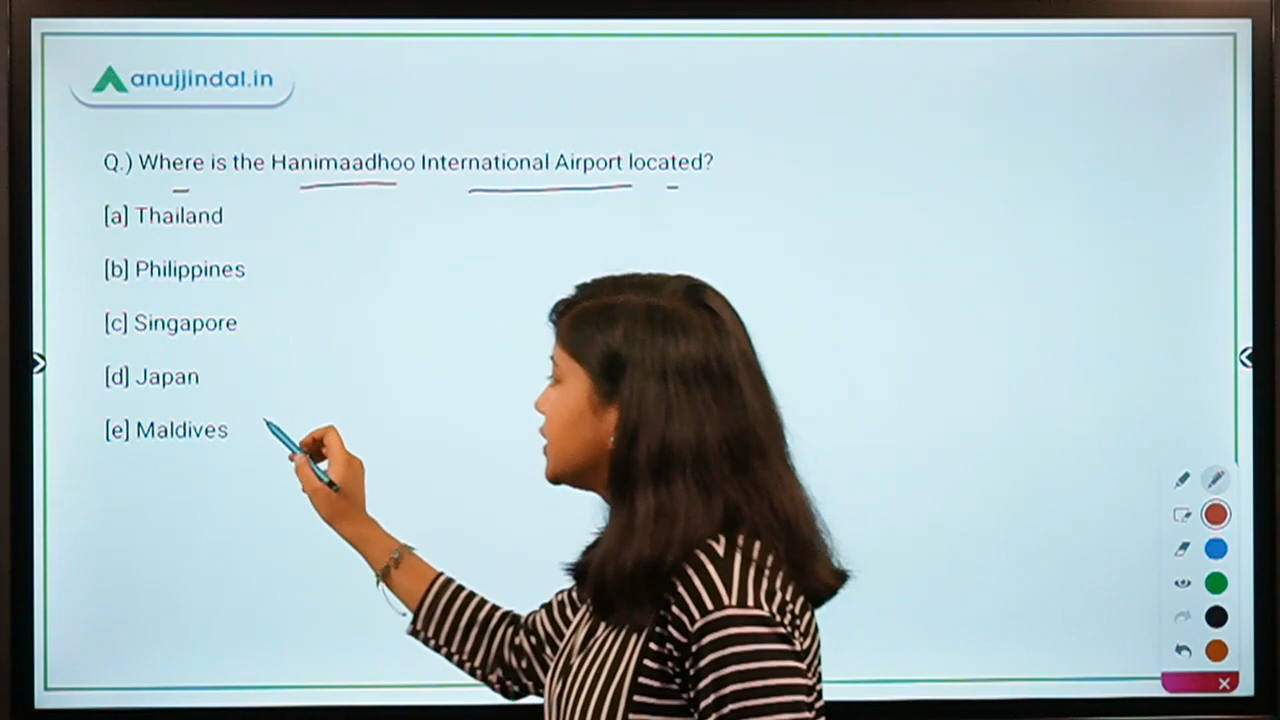 anujjindal.in
Q.) Where is the Hanimaadhoo International Airport located?
[a] Thailand
[b] Philippines
[c] Singapore
[d] Japan
[e] Maldives